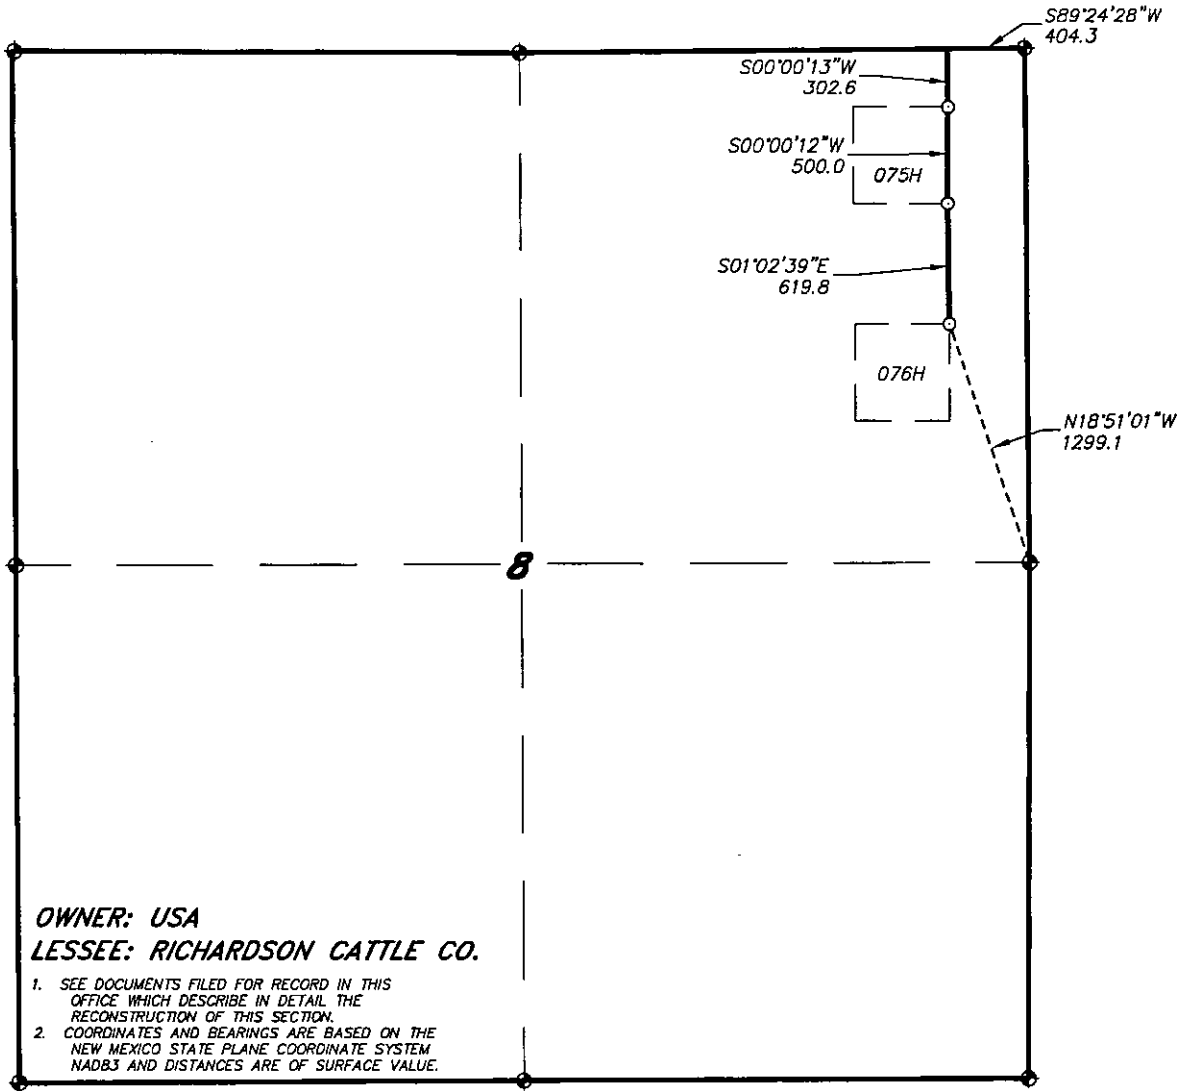 S89°24'28"W
404.3
S00°00'13"W
302.6
S00°00'12"W
500.0
075H
S01°02'39"E
619.8
076H
N18°51'01"W
1299.1
8
OWNER: USA
LESSEE: RICHARDSON CATTLE CO.
1. SEE DOCUMENTS FILED FOR RECORD IN THIS
OFFICE WHICH DESCRIBE IN DETAIL THE
RECONSTRUCTION OF THIS SECTION.
2. COORDINATES AND BEARINGS ARE BASED ON THE
NEW MEXICO STATE PLANE COORDINATE SYSTEM
NAD83 AND DISTANCES ARE OF SURFACE VALUE.